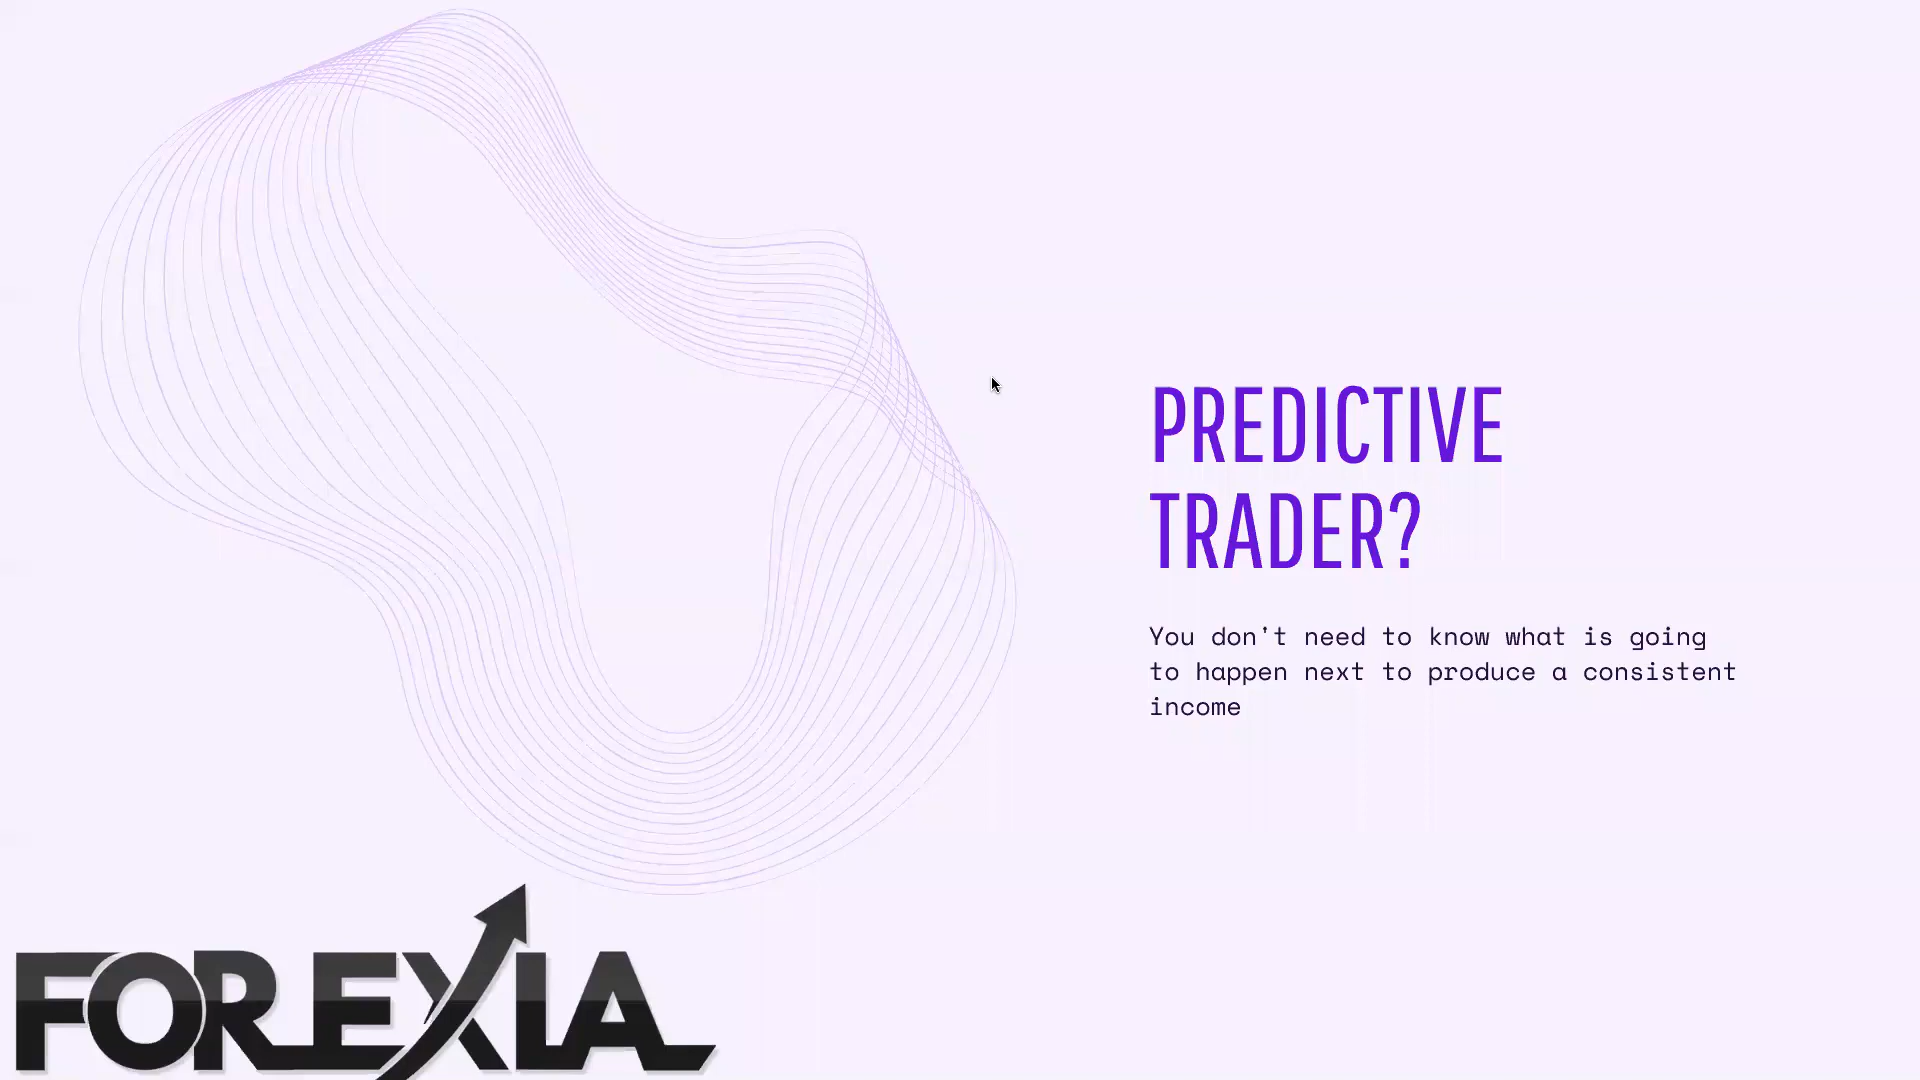 PREDICTIVE
TRADER?
You don't need to know what is going
to happen next to produce a consistent
income
FOREXIA